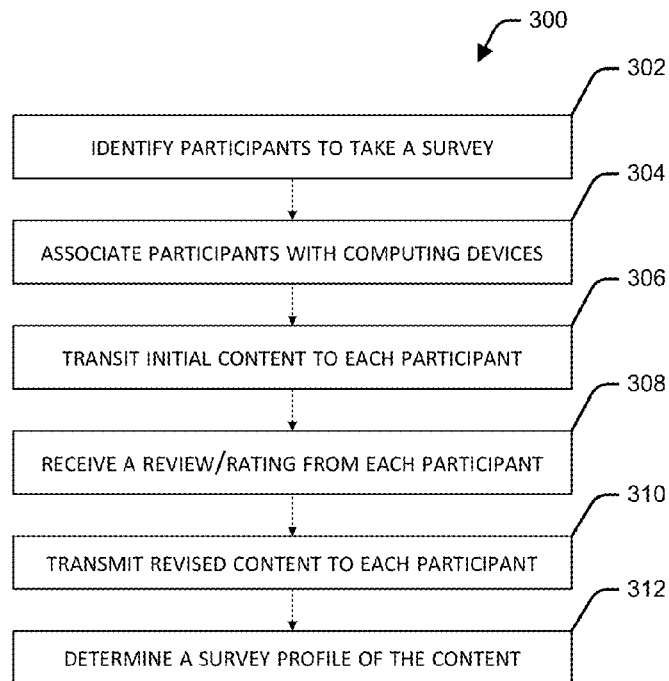 300
302
IDENTIFY PARTICIPANTS TO TAKE A SURVEY
304
ASSOCIATE PARTICIPANTS WITH COMPUTING DEVICES
306
TRANSIT INITIAL CONTENT TO EACH PARTICIPANT
308
RECEIVE A REVIEW/RATING FROM EACH PARTICIPANT
310
TRANSMIT REVISED CONTENT TO EACH PARTICIPANT
312
DETERMINE A SURVEY PROFILE OF THE CONTENT